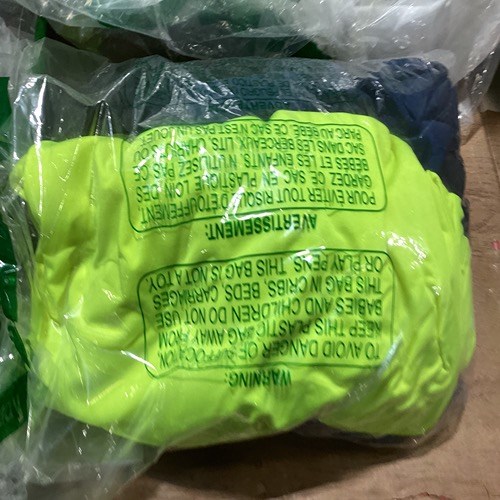 WARNING:
TO AVOID DANGER OF SUFFOCATION
KEEP THIS PLASTIC BAG AWAY FROM
BABIES AND CHILDREN DO NOT USE
THIS BAG IN CRIBS, BEDS, CARRIAGES
OR PLAY PENS. THIS BAG IS NOT A TOY
AVERTISSEMENT:
POUR EVITER TOUT RISQUE D'ETOUFFEMENT
GARDEZ CE SAC EN PLASTIQUE LOIN DES
BEBES ET LES ENFANTS N'UTILISEZ PAS CE
SAC DANS LES BERCEAUX, LITS,
PARC AU BEBE. CE SAC N'EST PAS UN JOUET